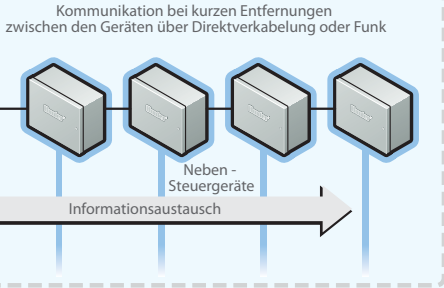 Kommunikation bei kurzen Entfernungen
zwischen den Geräten über Direktverkabelung oder Funk
Neben -
Steuergeräte
Informationsaustausch